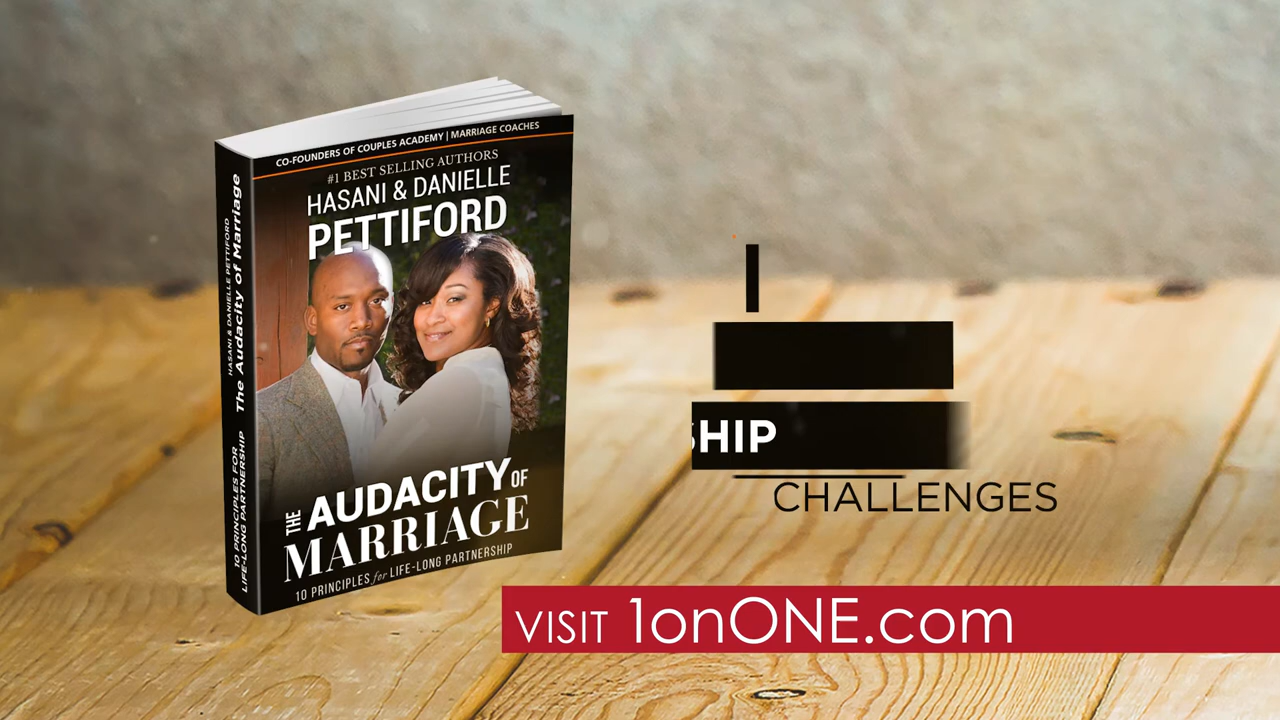 CO-FOUNDERS OF COUPLES ACADEMY | MARRIAGE COACHES
#1 BEST SELLING AUTHORS
HASANI & DANIELLE
PETTIFORD
THE AUDACITY OF
MARRIAGE
10 PRINCIPLES for LIFE-LONG PARTNERSHIP
HASANI & DANIELLE PETTIFORD
The Audacity of Marriage
10 PRINCIPLES FOR
LIFE-LONG PARTNERSHIP
CHALLENGES
VISIT 1onONE.com